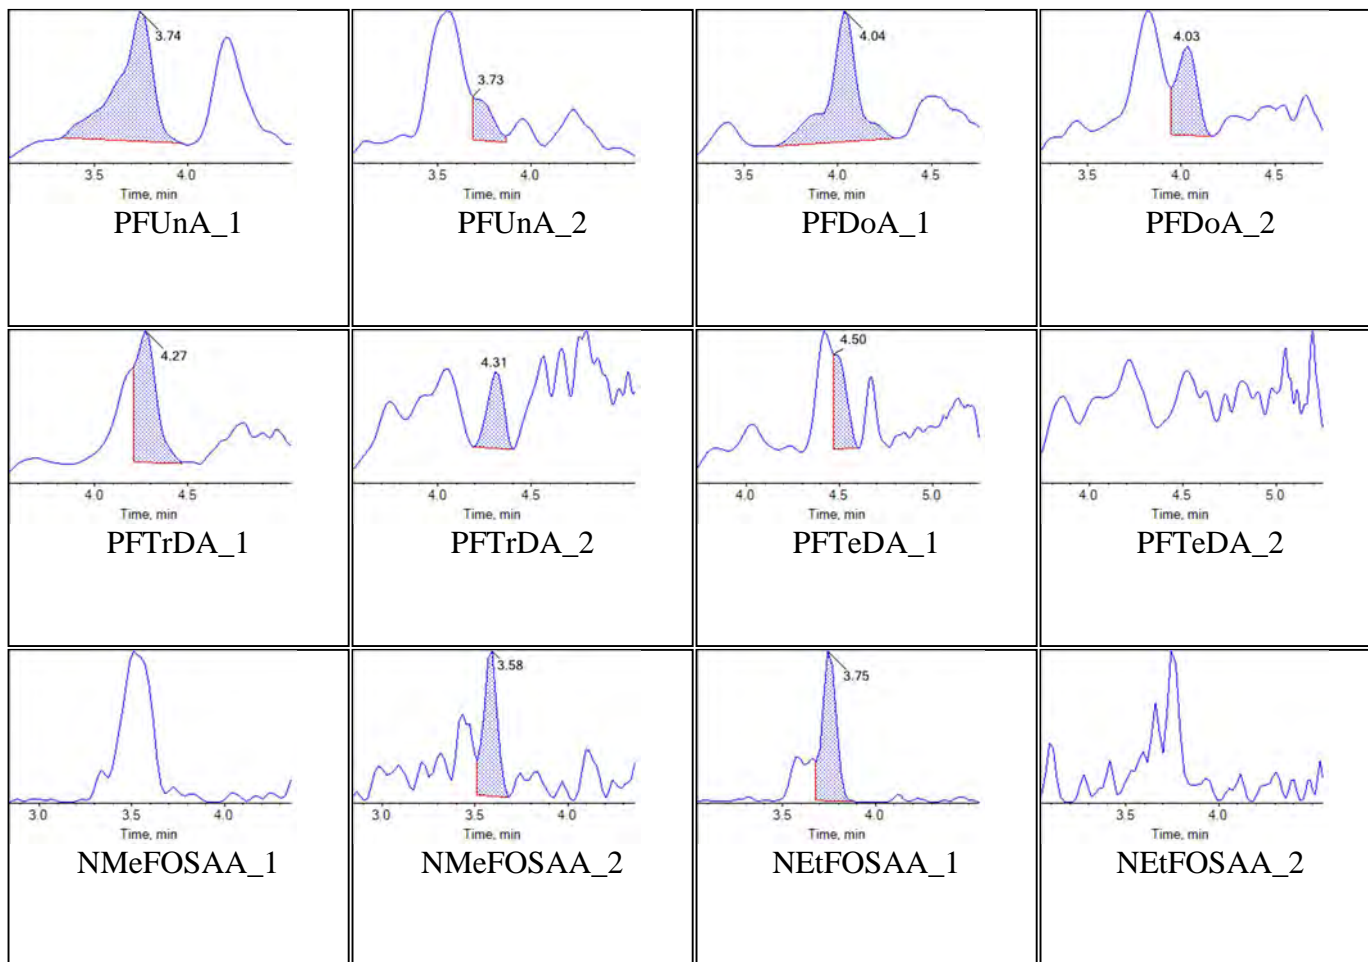 3.74
3.5 4.0
Time, min
PFUnA_1
3.73
3.5 4.0
Time, min
PFUnA_2
4.04
3.5 4.0 4.5
Time, min
PFDoA_1
4.03
3.5 4.0 4.5
Time, min
PFDoA_2
4.27
4.0 4.5
Time, min
PFTrDA_1
4.31
4.0 4.5
Time, min
PFTrDA_2
4.50
4.0 4.5 5.0
Time, min
PFTeDA_1
4.0 4.5 5.0
Time, min
PFTeDA_2
3.0 3.5 4.0
Time, min
NMeFOSAA_1
3.58
3.0 3.5 4.0
Time, min
NMeFOSAA_2
3.75
3.5 4.0
Time, min
NEtFOSAA_1
3.5 4.0
Time, min
NEtFOSAA_2